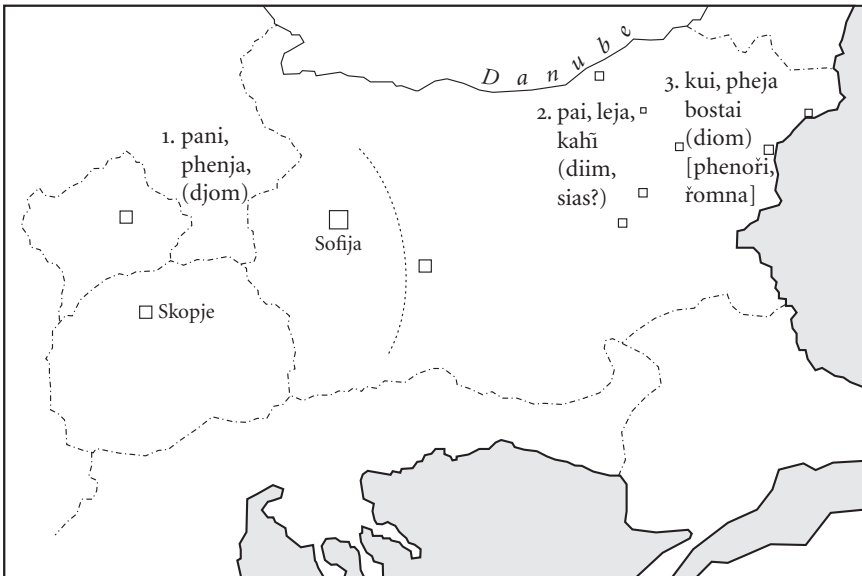 Danube
1. pani,
phenja,
(djom)
2. pai, leja,
kahĩ
(diim,
sias?)
3. kui, pheja
bostai
(diom)
[phenoři,
řomna]
Sofija
Skopje